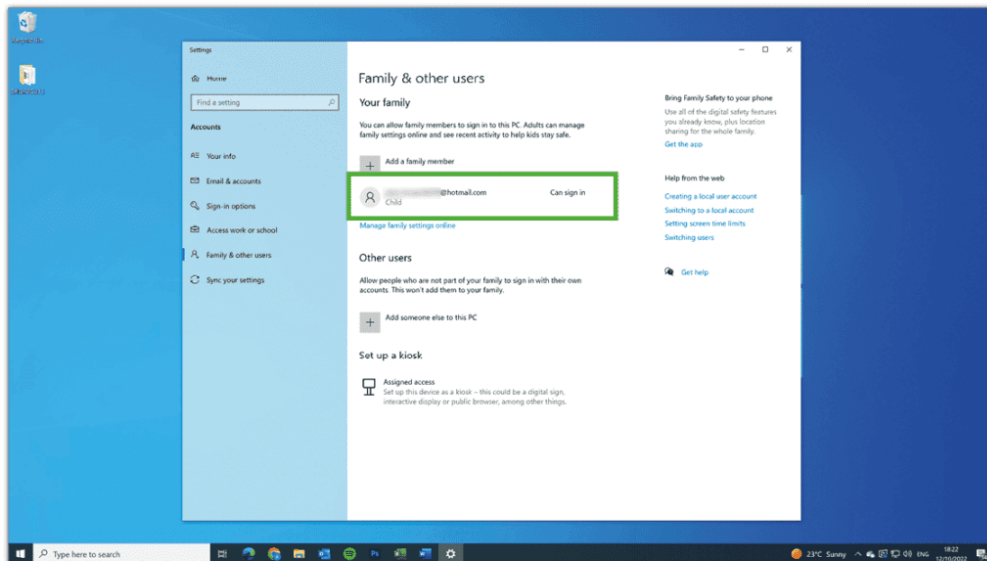 Settings
Home
Find a setting
Accounts
Your info
Email & accounts
Sign-in options
Access work or school
Family & other users
Sync your settings
Family & other users
Your family
You can allow family members to sign in to this PC. Adults can manage
family settings online and see recent activity to help kids stay safe.
Add a family member
@hotmail.com Can sign in
Child
Manage family settings online
Other users
Allow people who are not part of your family to sign in with their own
accounts. This won't add them to your family.
Add someone else to this PC
Set up a kiosk
Assigned access
Set up this device as a kiosk – this could be a digital sign,
interactive display or public browser, among other things.
Bring Family Safety to your phone
Use all of the digital safety features
you already know, plus location
sharing for the whole family.
Get the app
Help from the web
Creating a local user account
Switching to a local account
Setting screen time limits
Switching users
Get help
Type here to search
Ps
23°C Sunny
ENG
18:22
12/10/2022